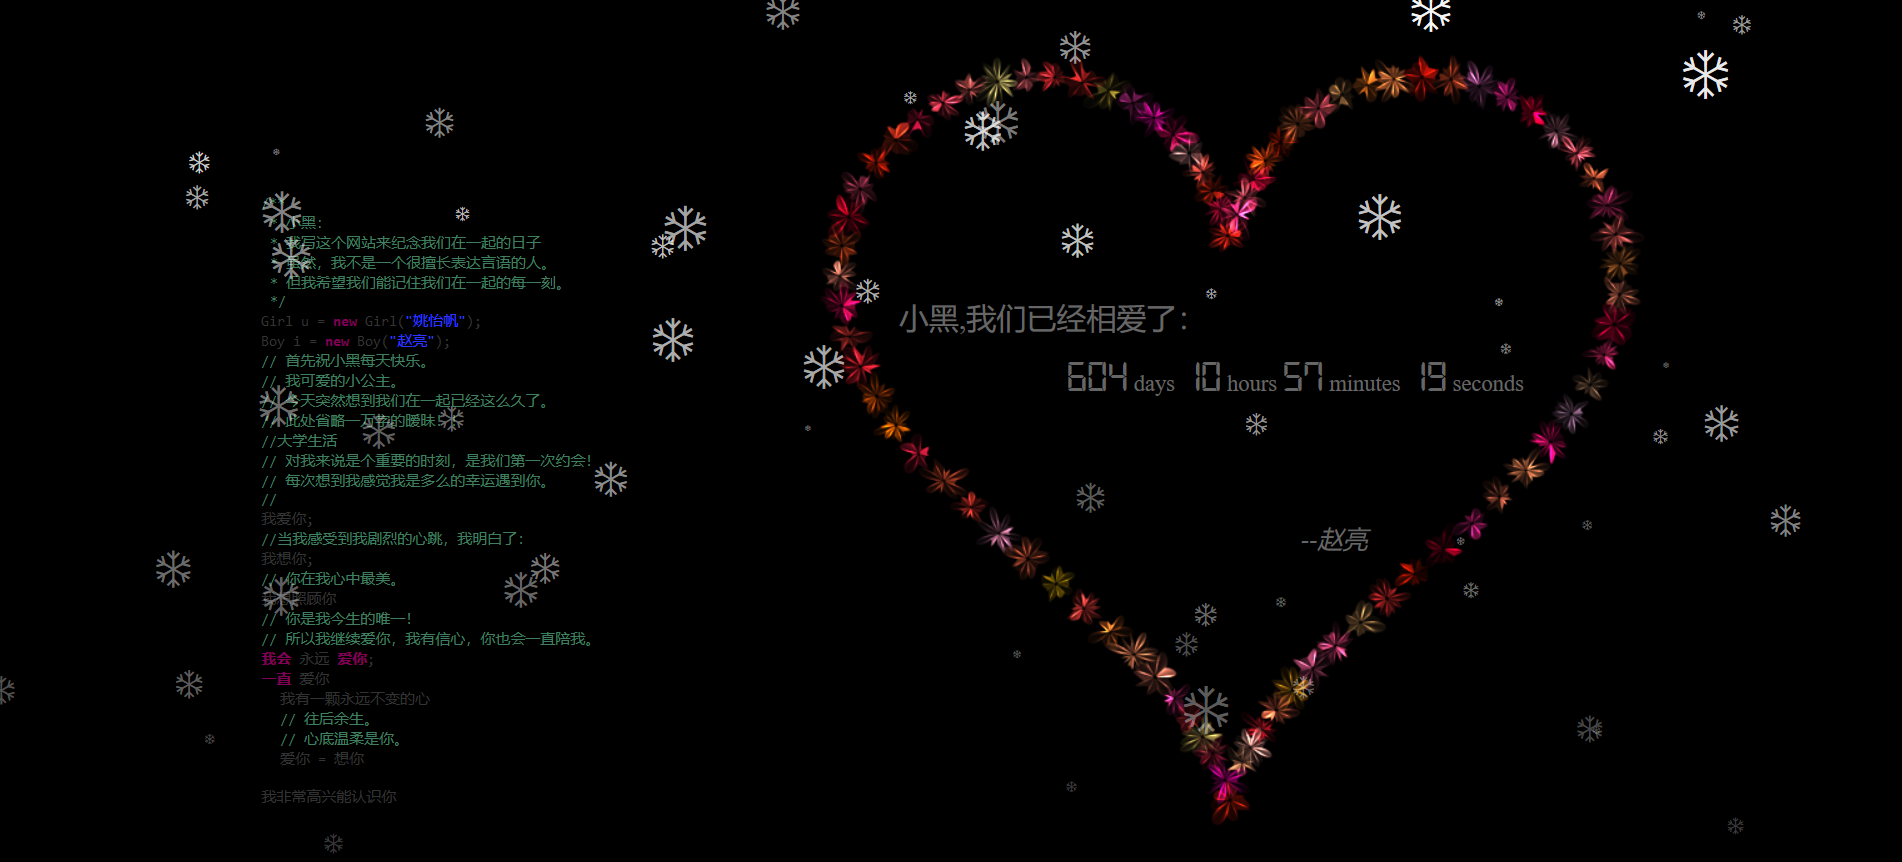 /**
* 小黑：
* 我写这个网站来纪念我们在一起的日子
* 虽然，我不是一个很擅长表达言语的人。
* 但我希望我们能记住我们在一起的每一刻。
*/
Girl u = new Girl("姚怡帆");
Boy i = new Boy("赵亮");
// 首先祝小黑每天快乐。
// 我可爱的小公主。
// 今天突然想到我们在一起已经这么久了。
// 此处省略一万字的暧昧
//大学生活
// 对我来说是个重要的时刻，是我们第一次约会！
// 每次想到我感觉我是多么的幸运遇到你。
//
我爱你;
//当我感受到我剧烈的心跳，我明白了：
我想你;
// 你在我心中最美。
照顾你
// 你是我今生的唯一！
// 所以我继续爱你，我有信心，你也会一直陪我。
我会 永远 爱你;
一直 爱你
我有一颗永远不变的心
// 往后余生。
// 心底温柔是你。
爱你 = 想你
我非常高兴能认识你
小黑,我们已经相爱了：
604 days 10 hours 57 minutes 19 seconds
--赵亮